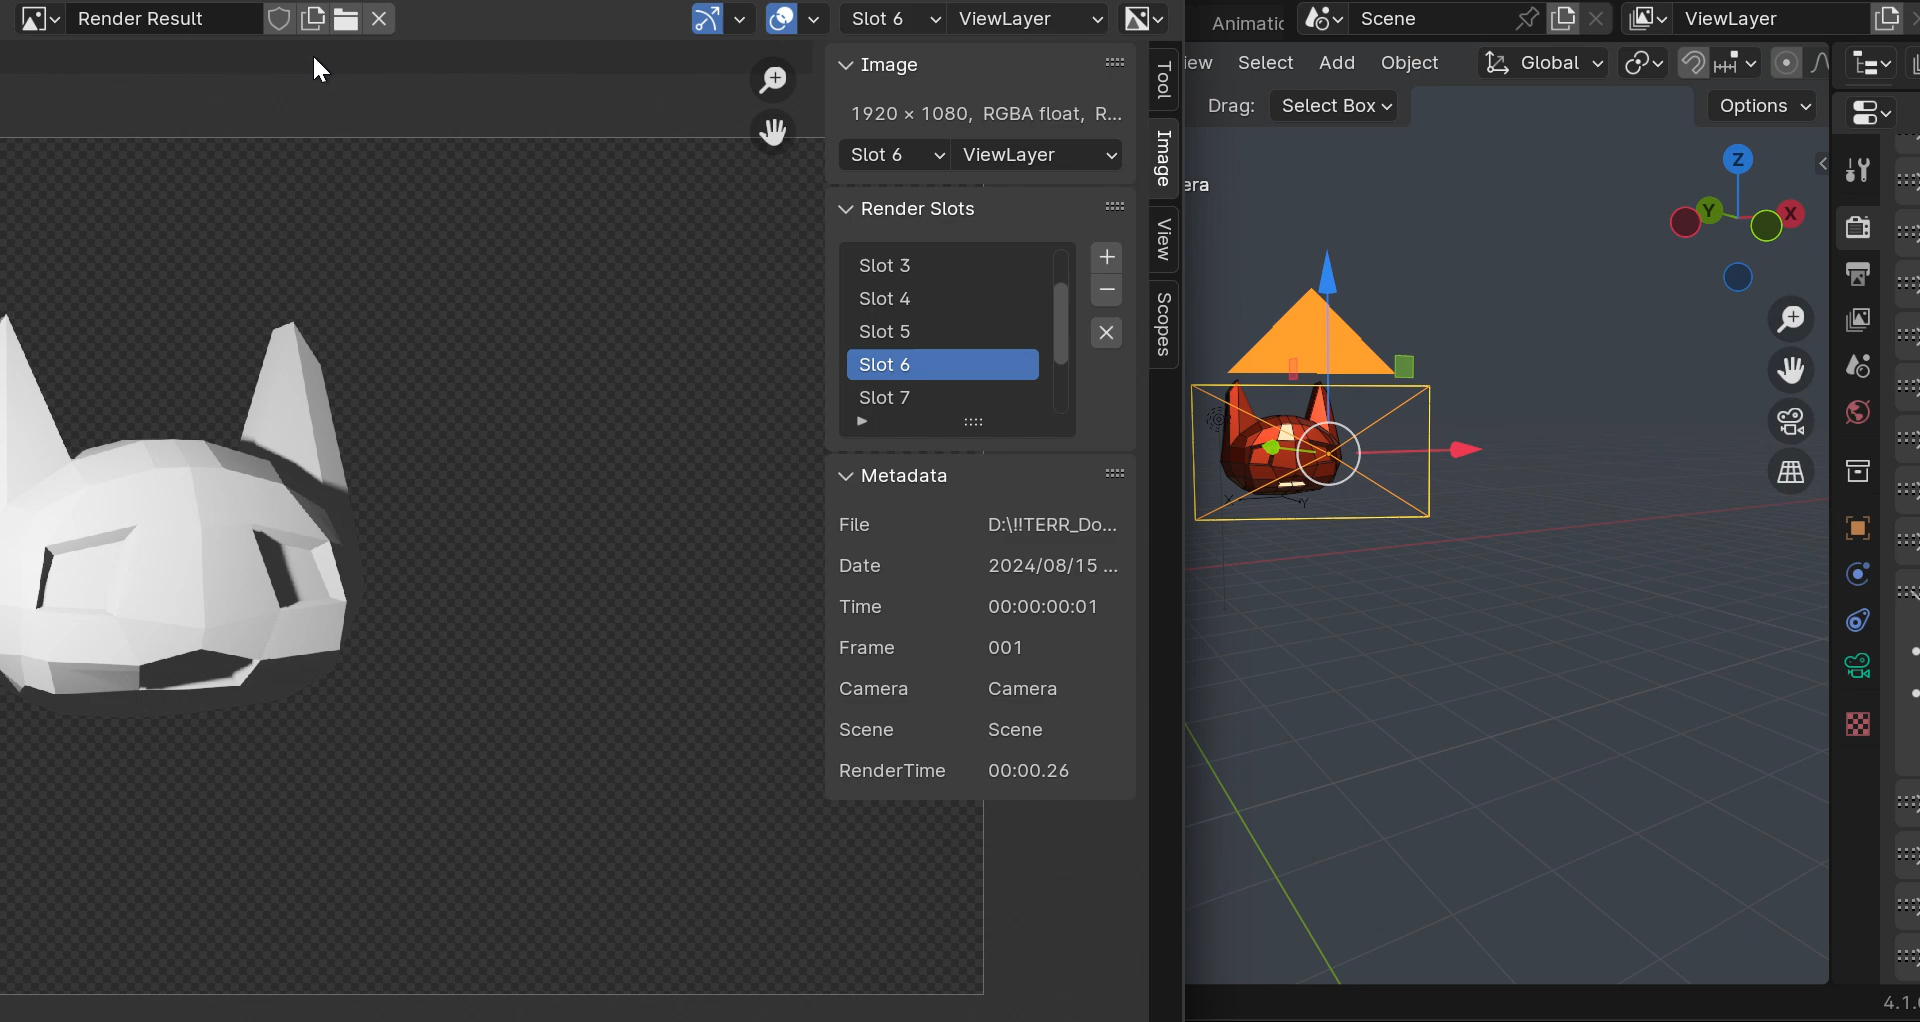 Render Result
Slot 6
ViewLayer
Image
1920 × 1080, RGBA float, R...
Slot 6
ViewLayer
Render Slots
Slot 3
Slot 4
Slot 5
Slot 6
Slot 7
Metadata
File D:\!!TERR_Do...
Date 2024/08/15 ...
Time 00:00:00:01
Frame 001
Camera Camera
Scene Scene
RenderTime 00:00.26
Tool
Image
View
Scopes
Animatic
Scene
ViewLayer
iew
Select
Add
Object
Global
Drag:
Select Box
Options
era
Z
Y
X
X
Y
4.1.